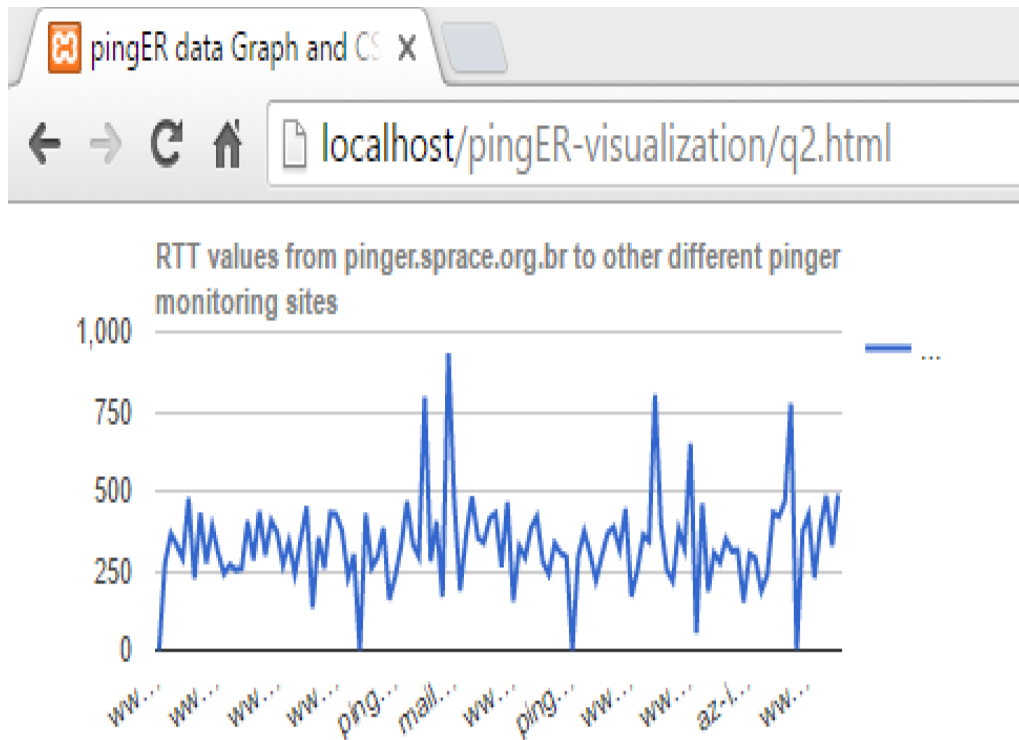 pingER data Graph and CS
localhost/pingER-visualization/q2.html
RTT values from pinger.sprace.org.br to other different pinger
monitoring sites
1,000
750
500
250
0
...
ww... ww... ww... ww... ping... mail... ww... ping... ww... ww... az-i... ww...